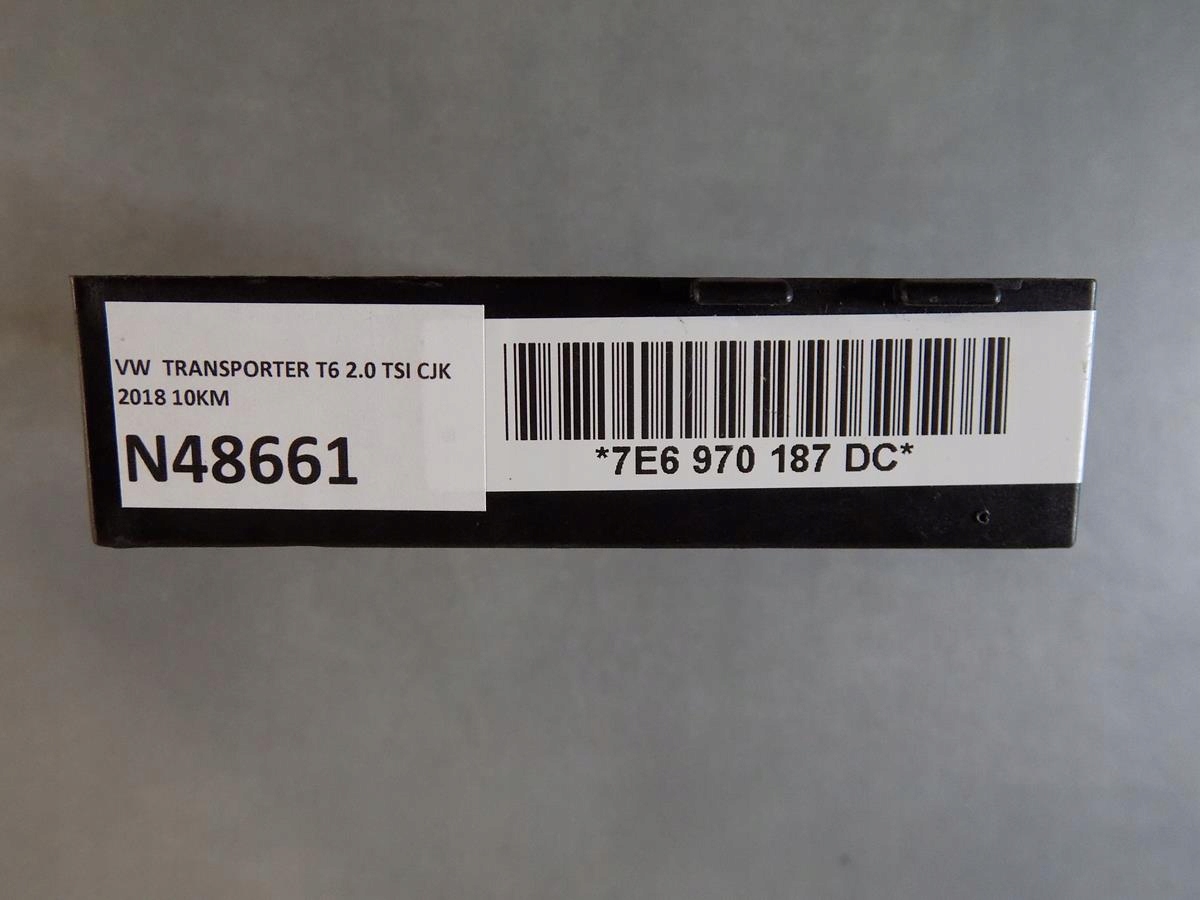 VW TRANSPORTER T6 2.0 TSI CJK
2018 10KM
N48661
*7E6 970 187 DC*